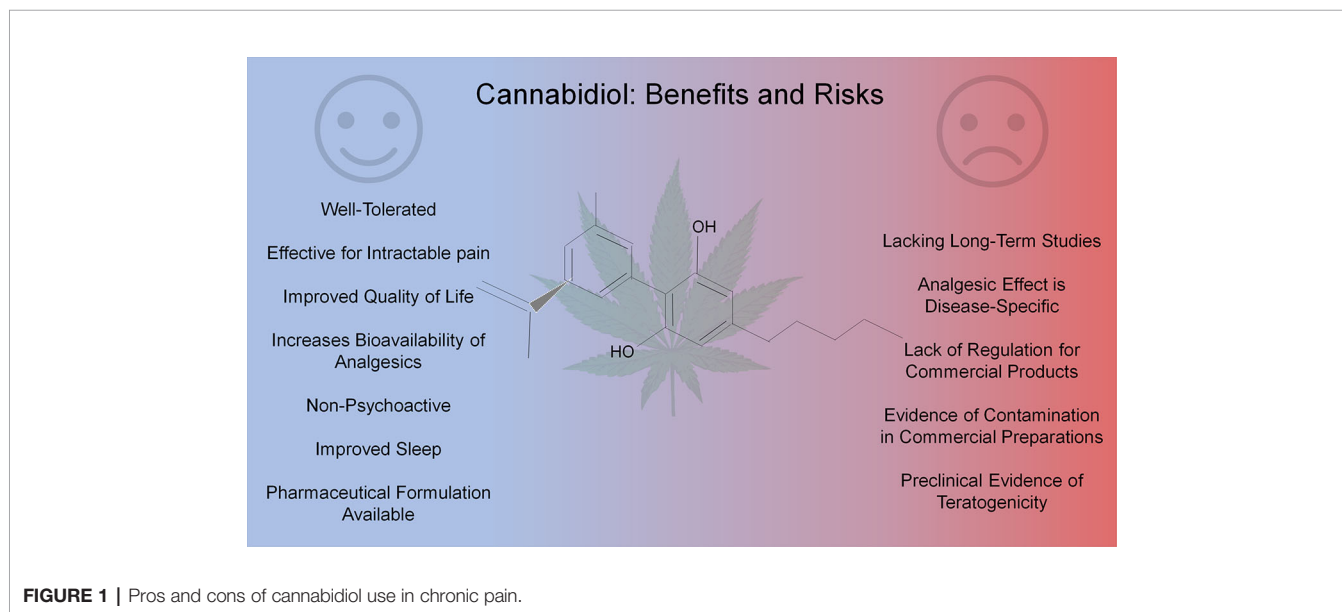 Cannabidiol: Benefits and Risks
Well-Tolerated
Effective for Intractable pain
Improved Quality of Life
Increases Bioavailability of
Analgesics
Non-Psychoactive
Improved Sleep
Pharmaceutical Formulation
Available
OH
HO
Lacking Long-Term Studies
Analgesic Effect is
Disease-Specific
Lack of Regulation for
Commercial Products
Evidence of Contamination
in Commercial Preparations
Preclinical Evidence of
Teratogenicity
FIGURE 1 | Pros and cons of cannabidiol use in chronic pain.